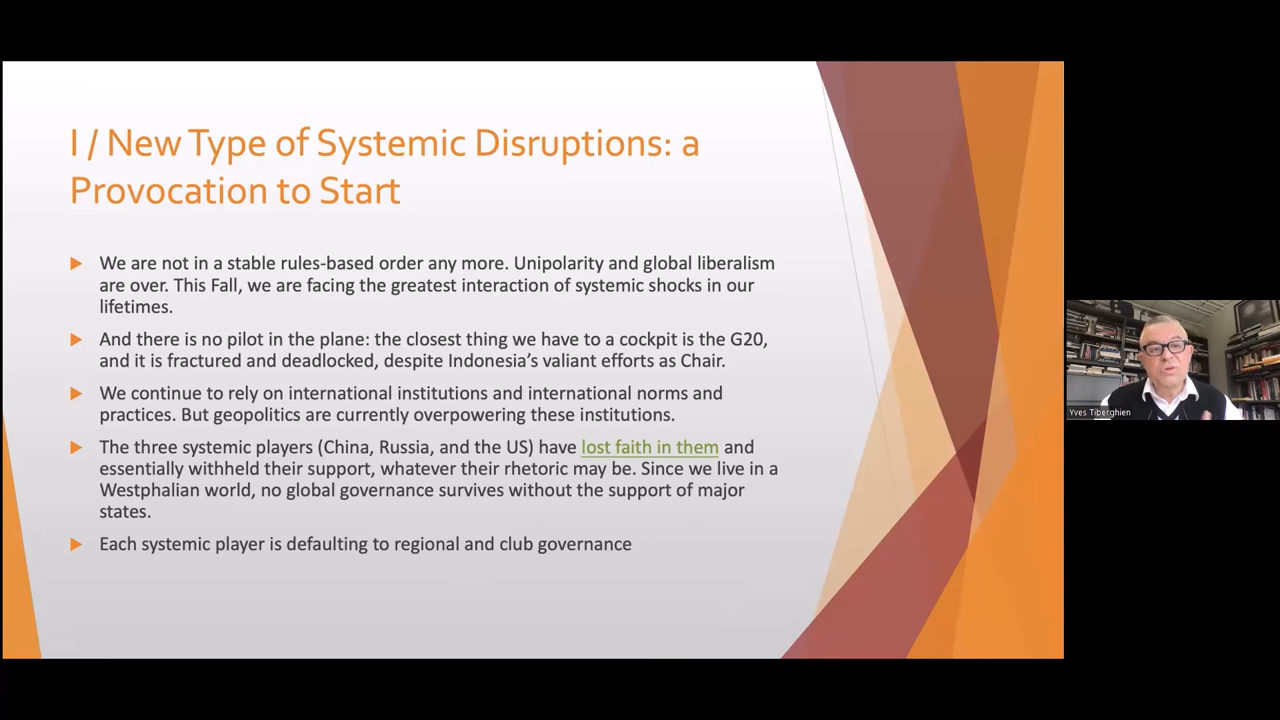 I / New Type of Systemic Disruptions: a
Provocation to Start
We are not in a stable rules-based order any more. Unipolarity and global liberalism
are over. This Fall, we are facing the greatest interaction of systemic shocks in our
lifetimes.
And there is no pilot in the plane: the closest thing we have to a cockpit is the G20,
and it is fractured and deadlocked, despite Indonesia’s valiant efforts as Chair.
We continue to rely on international institutions and international norms and
practices. But geopolitics are currently overpowering these institutions.
The three systemic players (China, Russia, and the US) have lost faith in them and
essentially withheld their support, whatever their rhetoric may be. Since we live in a
Westphalian world, no global governance survives without the support of major
states.
Each systemic player is defaulting to regional and club governance
Yves Tiberghien